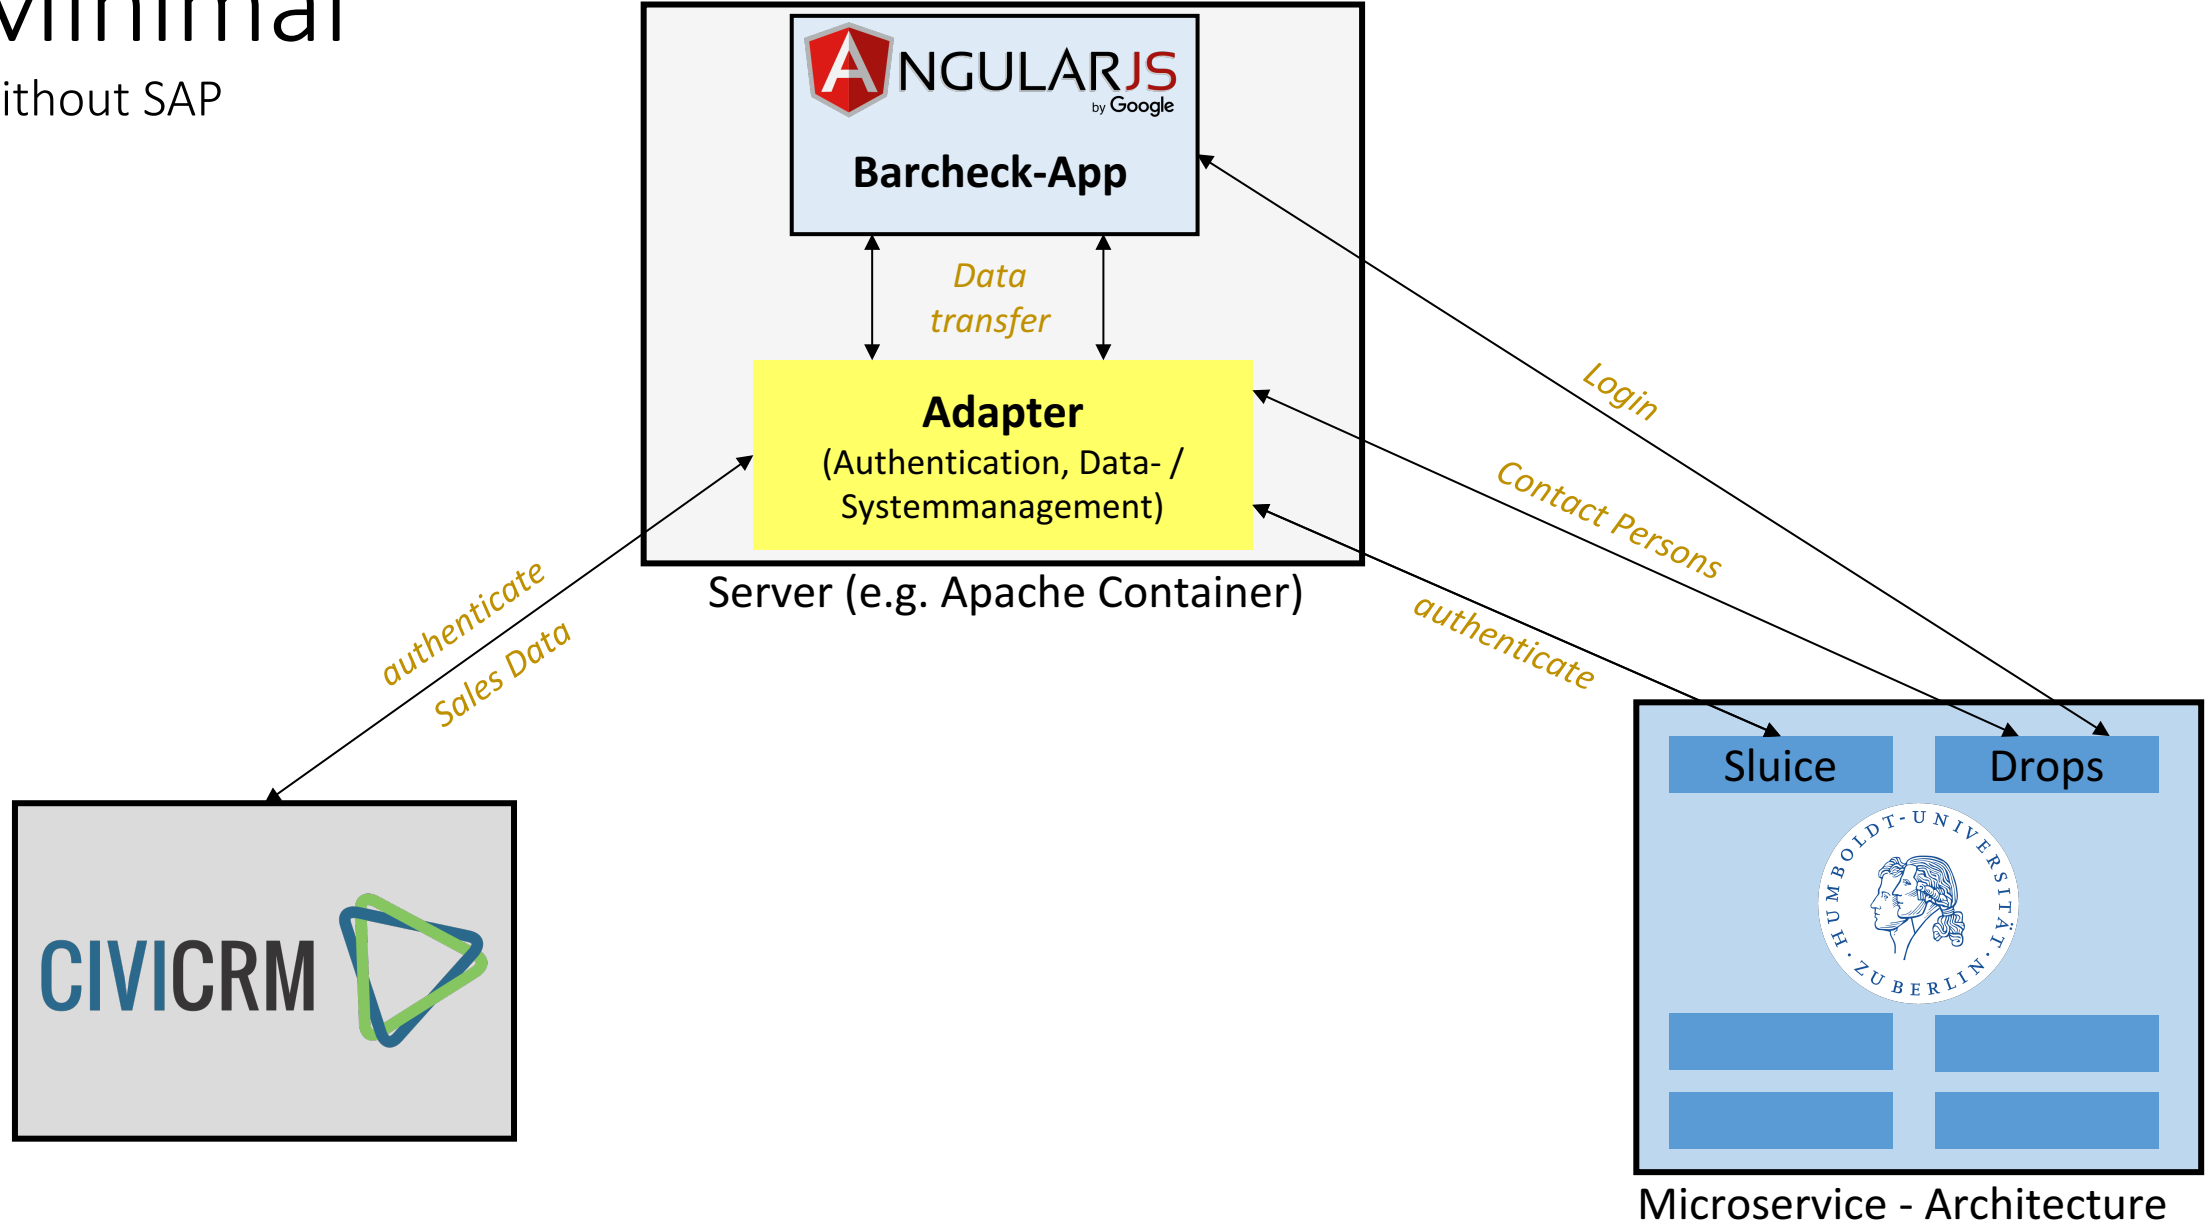 Minimal
ithout SAP
ANGULARJS
by Google
Barcheck-App
Data
transfer
Adapter
(Authentication, Data- /
Systemmanagement)
Server (e.g. Apache Container)
Login
Contact Persons
authenticate
authenticate
Sales Data
CIVICRM
Sluice
Drops
HUMBOLDT-UNIVERSITÄT · ZU BERLIN ·
Microservice - Architecture